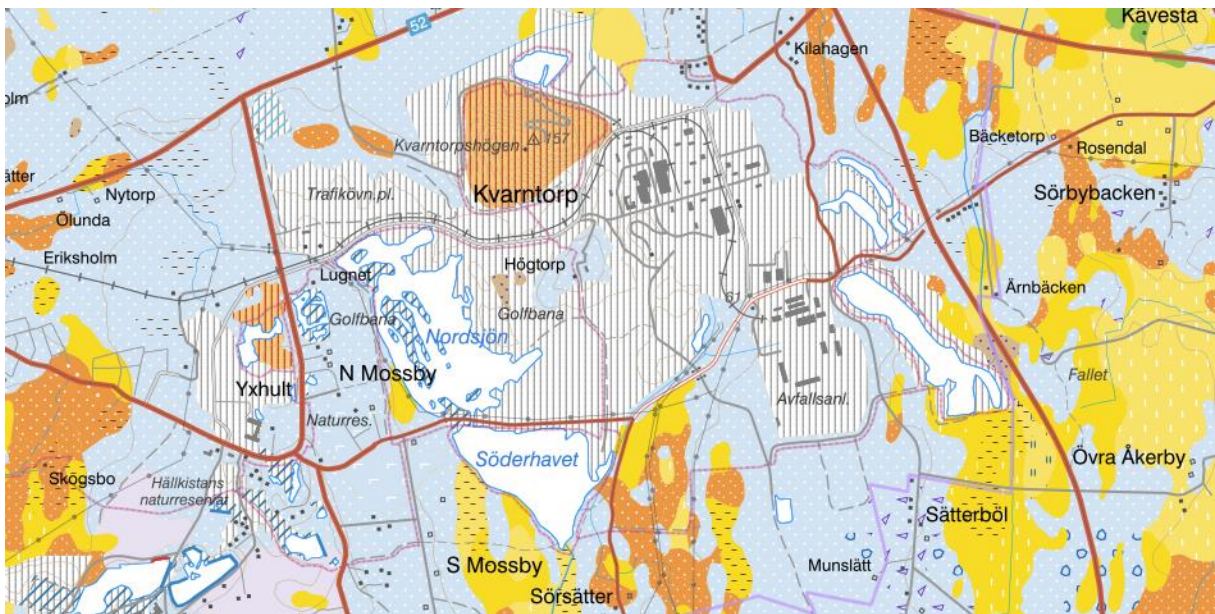 52
Kävesta
Kilahagen
olm
Kvarntorpshögen
157
Bäcketorp
Rosendal
ätter
Nytorp
Trafikövn.pl.
Kvarntorp
Sörbybacken
Ölunda
Eriksholm
Lugnet
Högtorp
61
Ärnbäcken
Golfbana
Nordsjön
Golfbana
Yxhult
N Mossby
Avfallsanl.
Fallet
Naturres.
Söderhavet
Övra Åkerby
Skogsbo
Hällkistans
naturreservat
Sätterböl
S Mossby
Munslätt
Sörsätter